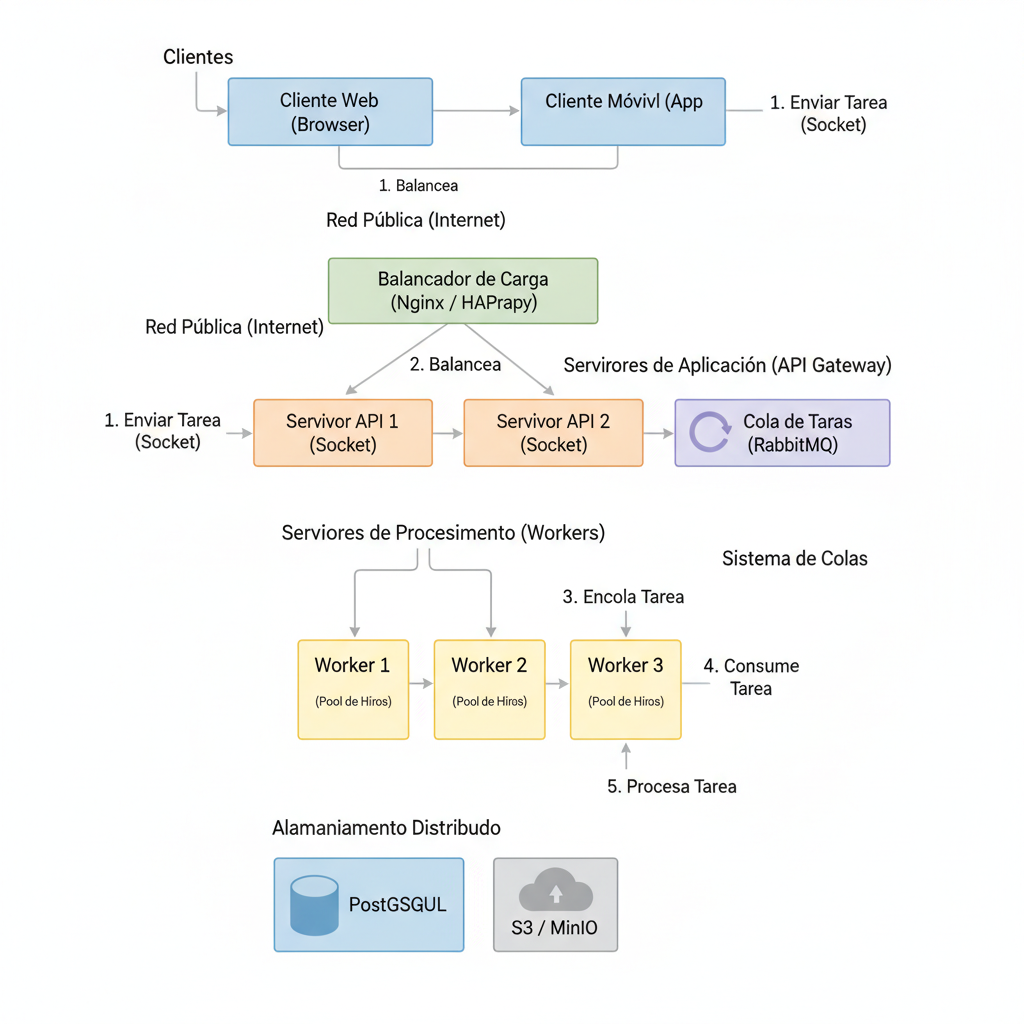 Clientes
Cliente Web
(Browser)
Cliente Móvivl (App
1. Enviar Tarea
(Socket)
1. Balancea
Red Pública (Internet)
Balancador de Carga
(Nginx / HAPrapy)
Red Pública (Internet)
2. Balancea
Servirores de Aplicación (API Gateway)
1. Enviar Tarea
(Socket)
Servivor API 1
(Socket)
Servivor API 2
(Socket)
Cola de Taras
(RabbitMQ)
Serviores de Procesimento (Workers)
Sistema de Colas
3. Encola Tarea
Worker 1
(Pool de Hiros)
Worker 2
(Pool de Hiros)
Worker 3
(Pool de Hiros)
4. Consume
Tarea
5. Procesa Tarea
Alamaniamento Distribudo
PostGSGUL
S3 / MinIO